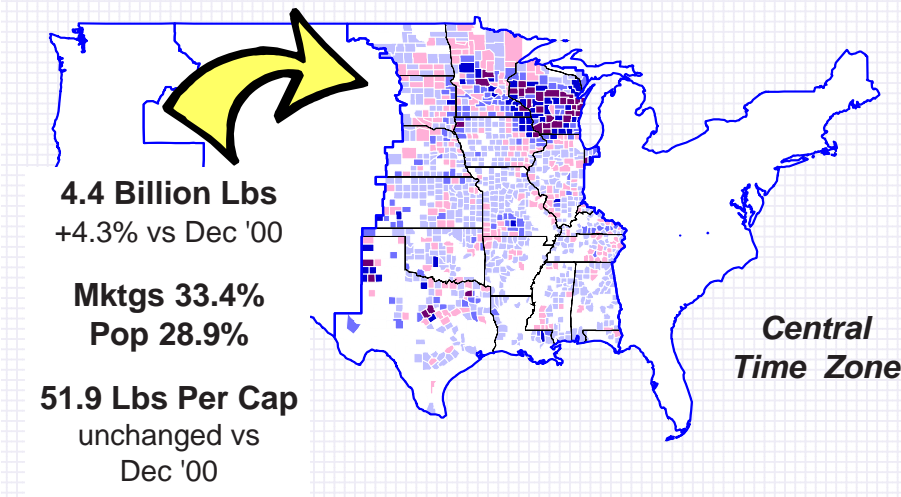 4.4 Billion Lbs
+4.3% vs Dec '00
Mktgs 33.4%
Pop 28.9%
51.9 Lbs Per Cap
unchanged vs
Dec '00
Central
Time Zone